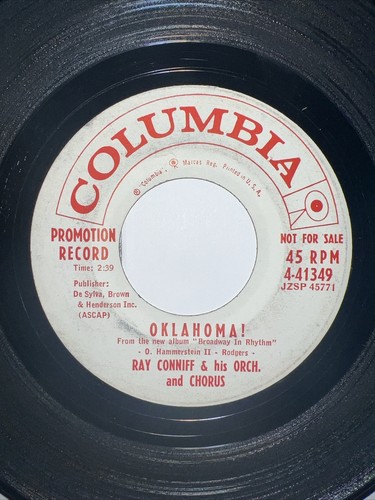 COLUMBIA
® "Columbia", Marcas Reg. Printed in U.S.A.
PROMOTION
RECORD
Time: 2:39
Publisher:
De Sylva, Brown
& Henderson Inc.
(ASCAP)
NOT FOR SALE
45 RPM
4-41349
JZSP 45771
OKLAHOMA!
From the new album "Broadway In Rhythm"
- O. Hammerstein II - Rodgers -
RAY CONNIFF & his ORCH.
and CHORUS